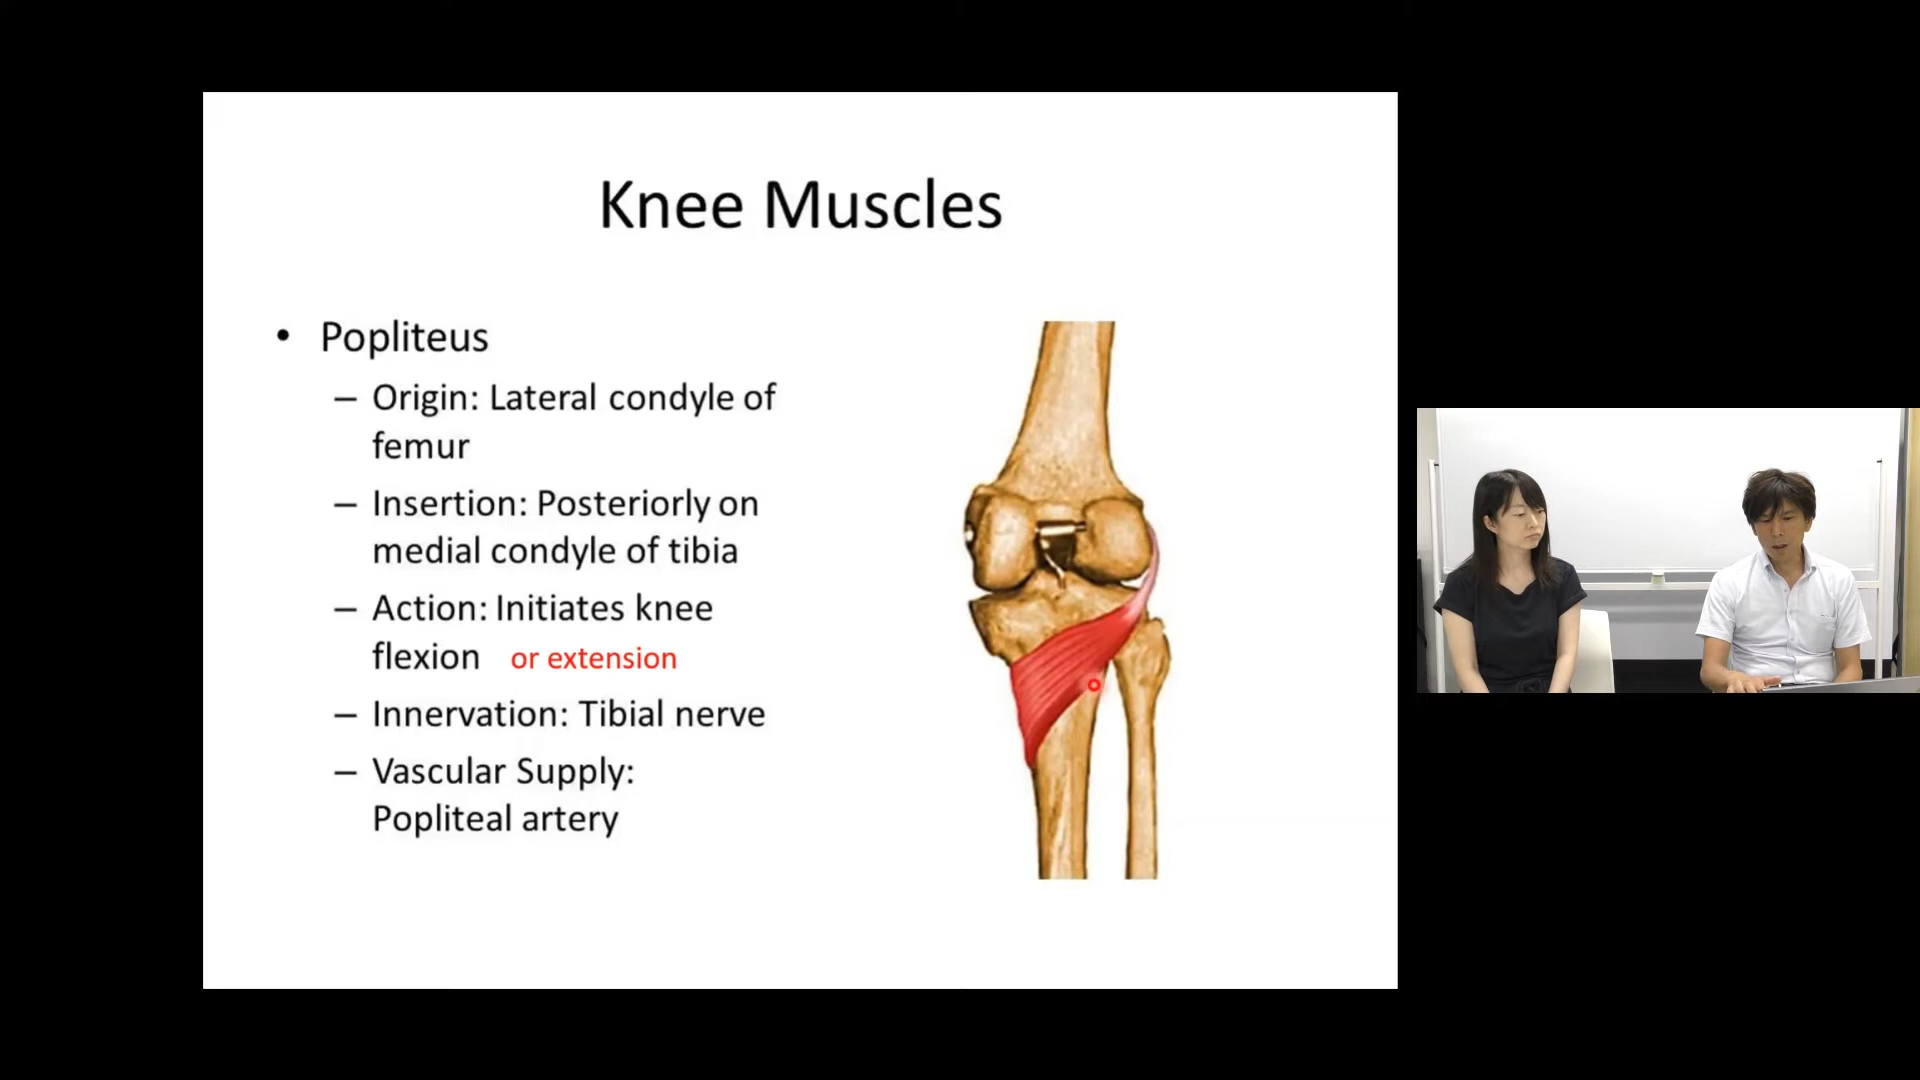 Knee Muscles
• Popliteus
– Origin: Lateral condyle of
femur
– Insertion: Posteriorly on
medial condyle of tibia
– Action: Initiates knee
flexion or extension
– Innervation: Tibial nerve
– Vascular Supply:
Popliteal artery